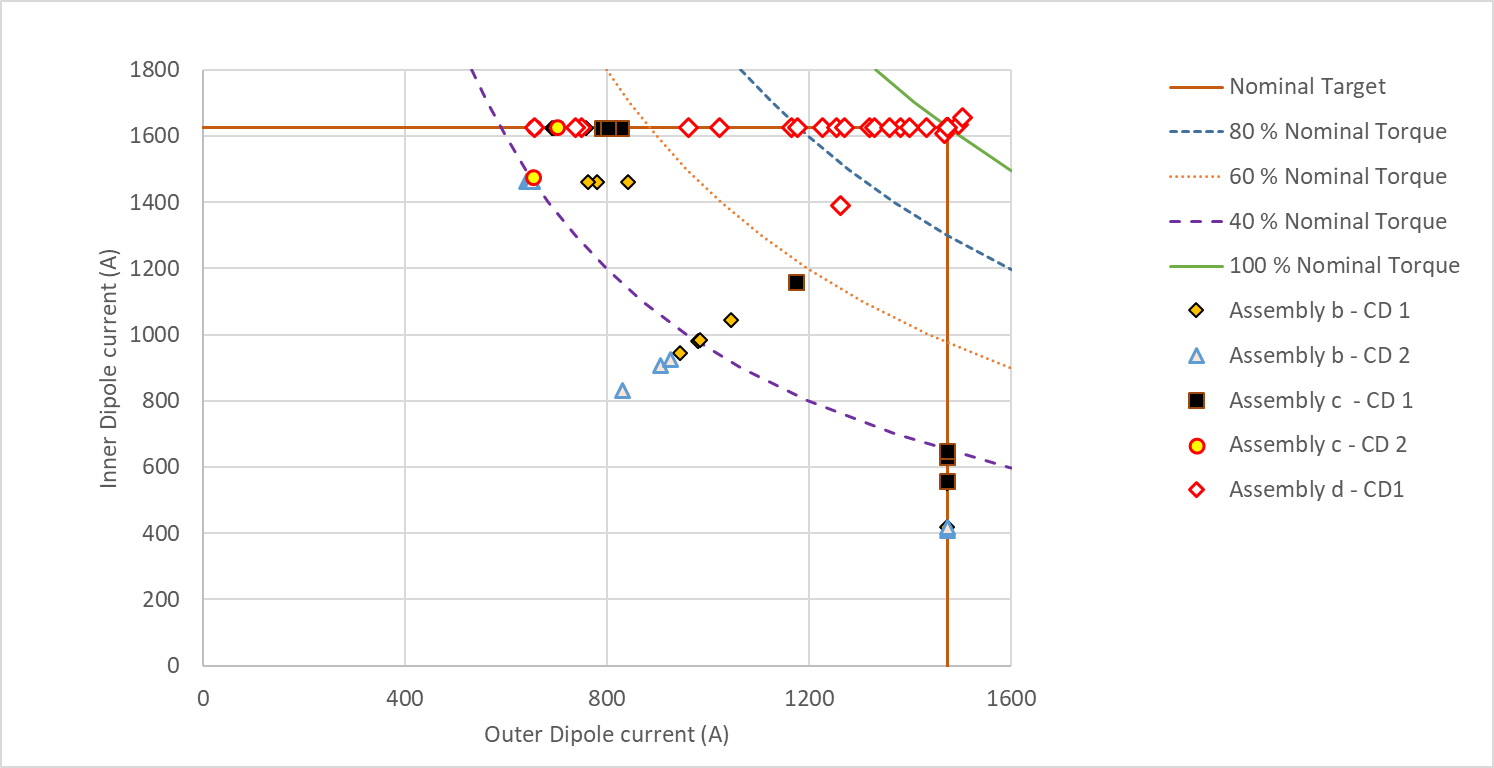 1800
1600
1400
1200
1000
800
600
400
200
0
Inner Dipole current (A)
0 400 800 1200 1600
Outer Dipole current (A)
Nominal Target
80 % Nominal Torque
60 % Nominal Torque
40 % Nominal Torque
100 % Nominal Torque
Assembly b - CD 1
Assembly b - CD 2
Assembly c - CD 1
Assembly c - CD 2
Assembly d - CD1